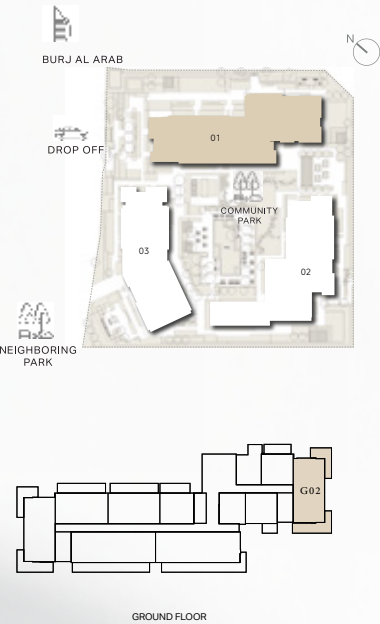 N
BURJ AL ARAB
01
DROP OFF
COMMUNITY
PARK
03
02
NEIGHBORING
PARK
G02
GROUND FLOOR